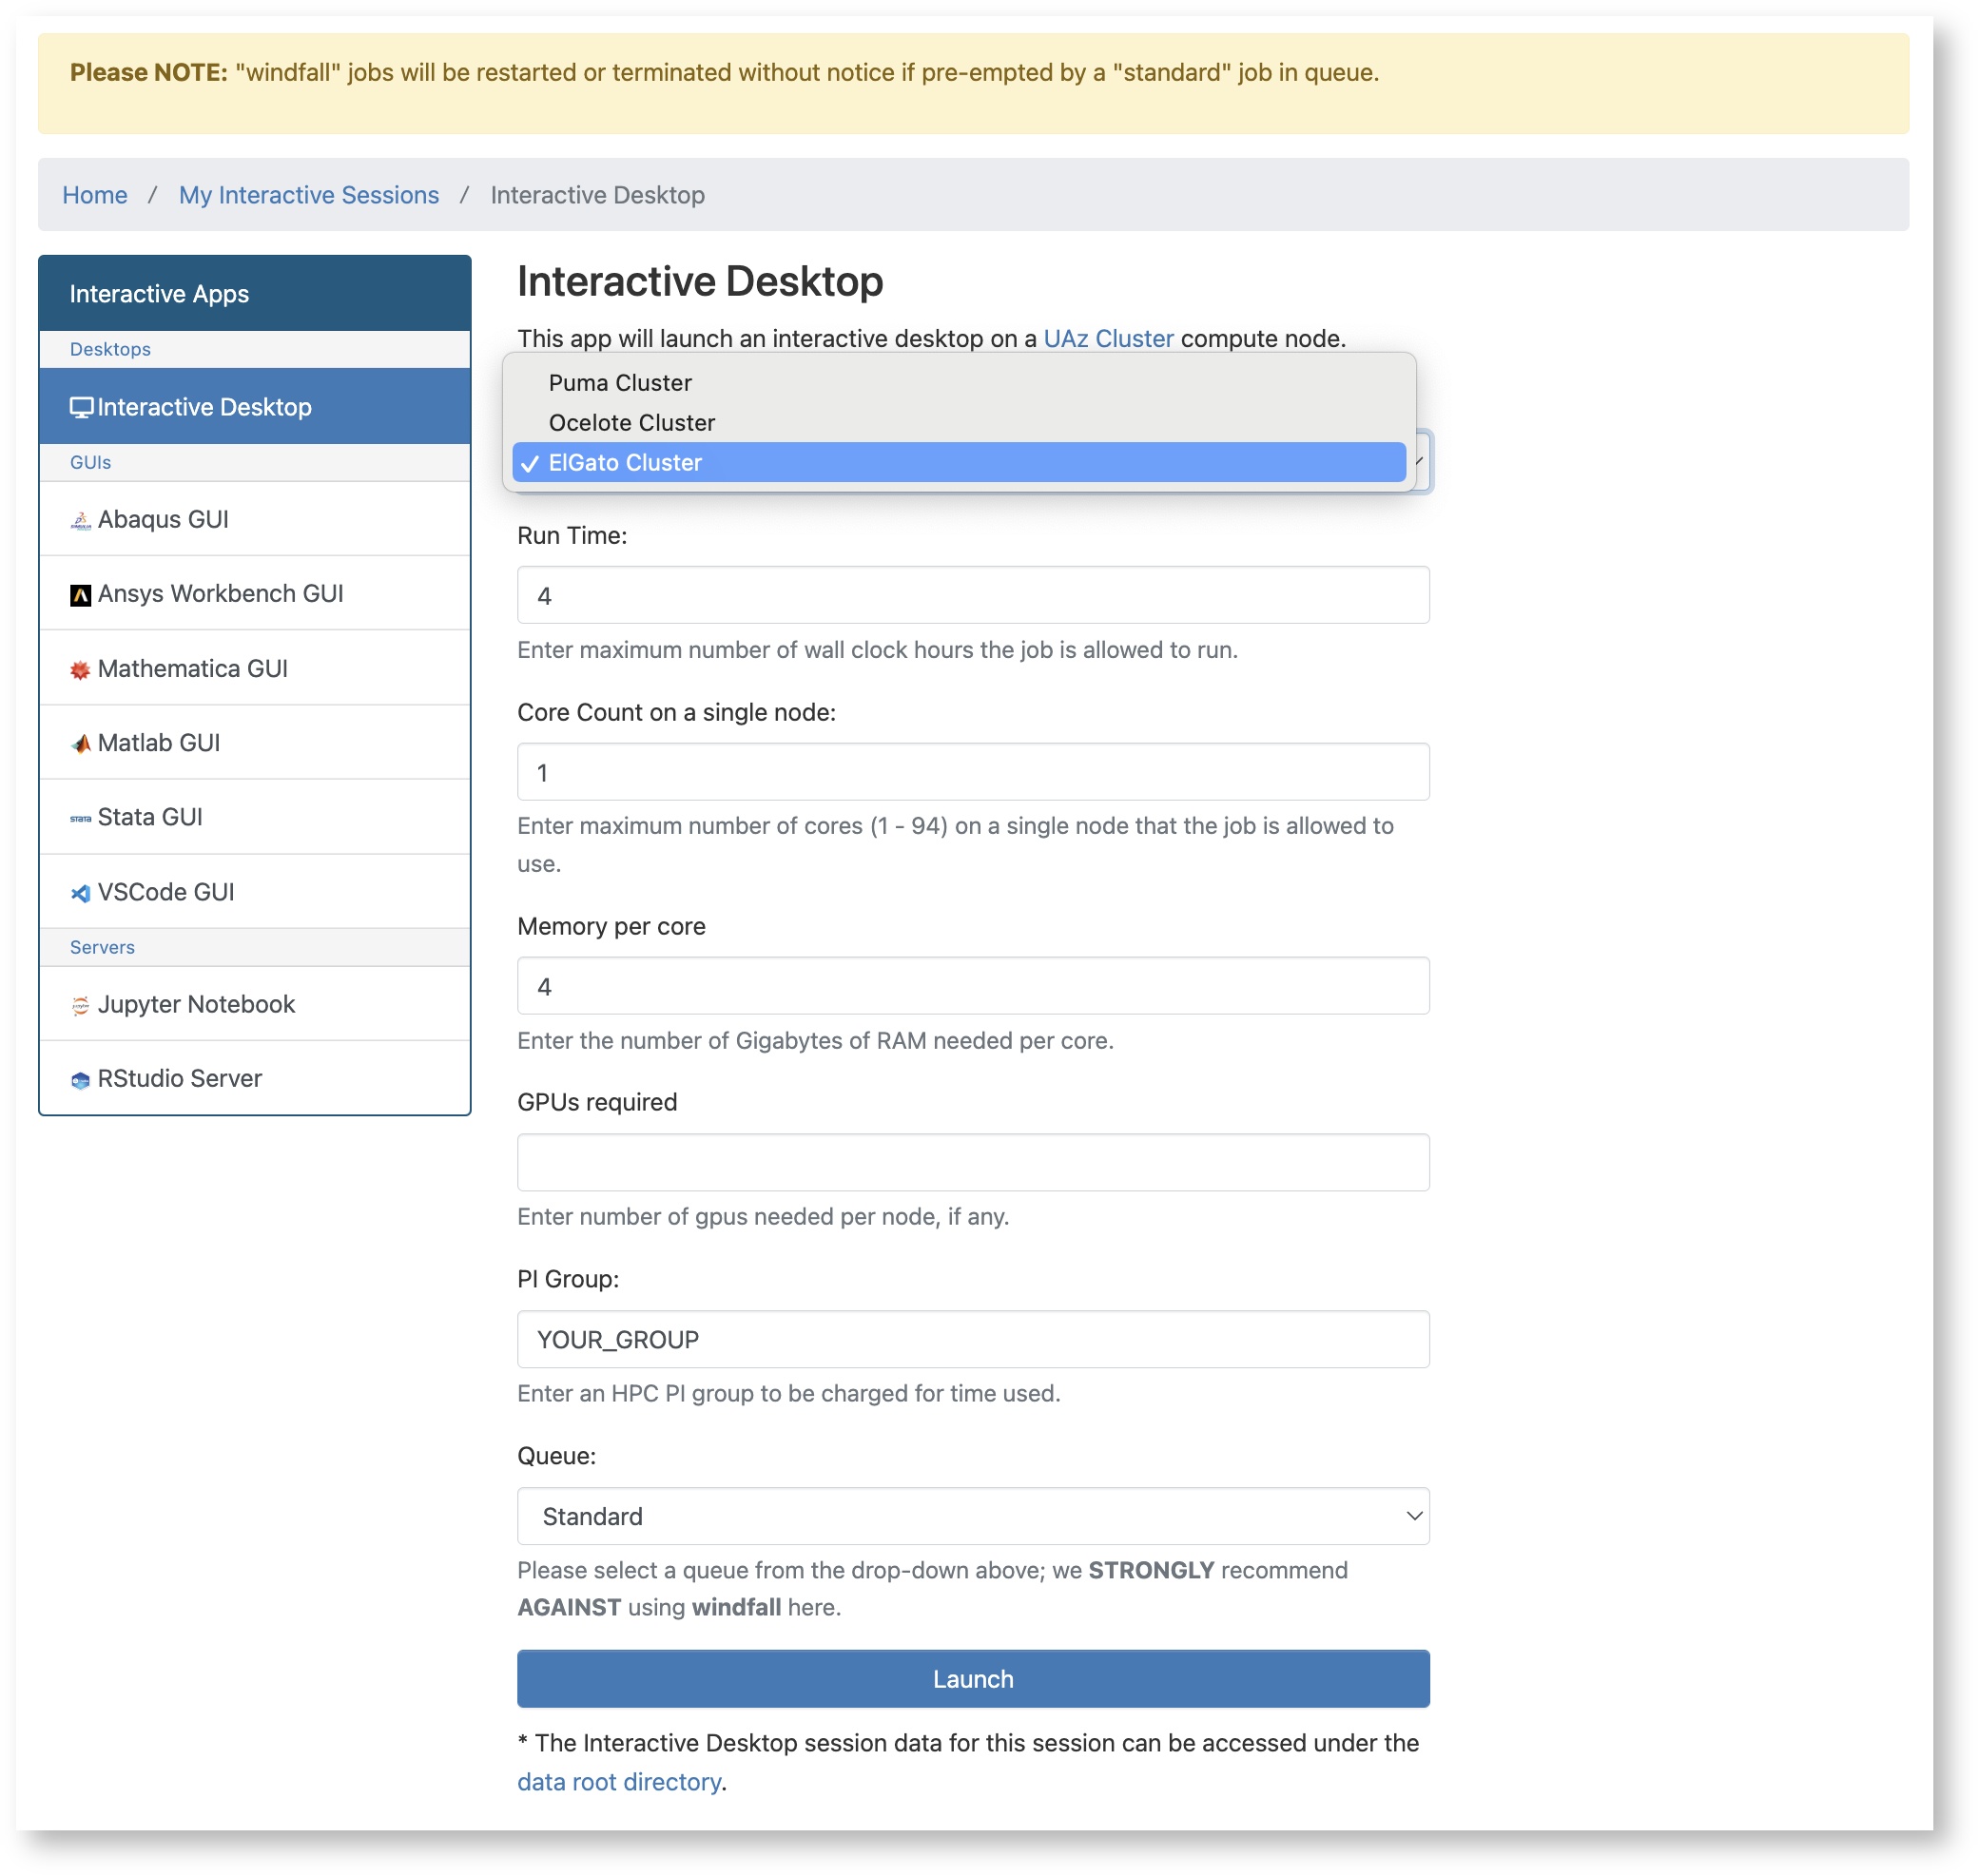 Please NOTE: "windfall" jobs will be restarted or terminated without notice if pre-empted by a "standard" job in queue.
Home / My Interactive Sessions / Interactive Desktop
Interactive Apps
Desktops
Interactive Desktop
GUIs
Abaqus GUI
Ansys Workbench GUI
Mathematica GUI
Matlab GUI
Stata GUI
VSCode GUI
Servers
Jupyter Notebook
RStudio Server
Interactive Desktop
This app will launch an interactive desktop on a UAz Cluster compute node.
Puma Cluster
Ocelote Cluster
✓ ElGato Cluster
Run Time:
4
Enter maximum number of wall clock hours the job is allowed to run.
Core Count on a single node:
1
Enter maximum number of cores (1 - 94) on a single node that the job is allowed to
use.
Memory per core
4
Enter the number of Gigabytes of RAM needed per core.
GPUs required
Enter number of gpus needed per node, if any.
PI Group:
YOUR_GROUP
Enter an HPC PI group to be charged for time used.
Queue:
Standard
Please select a queue from the drop-down above; we STRONGLY recommend
AGAINST using windfall here.
Launch
* The Interactive Desktop session data for this session can be accessed under the
data root directory.